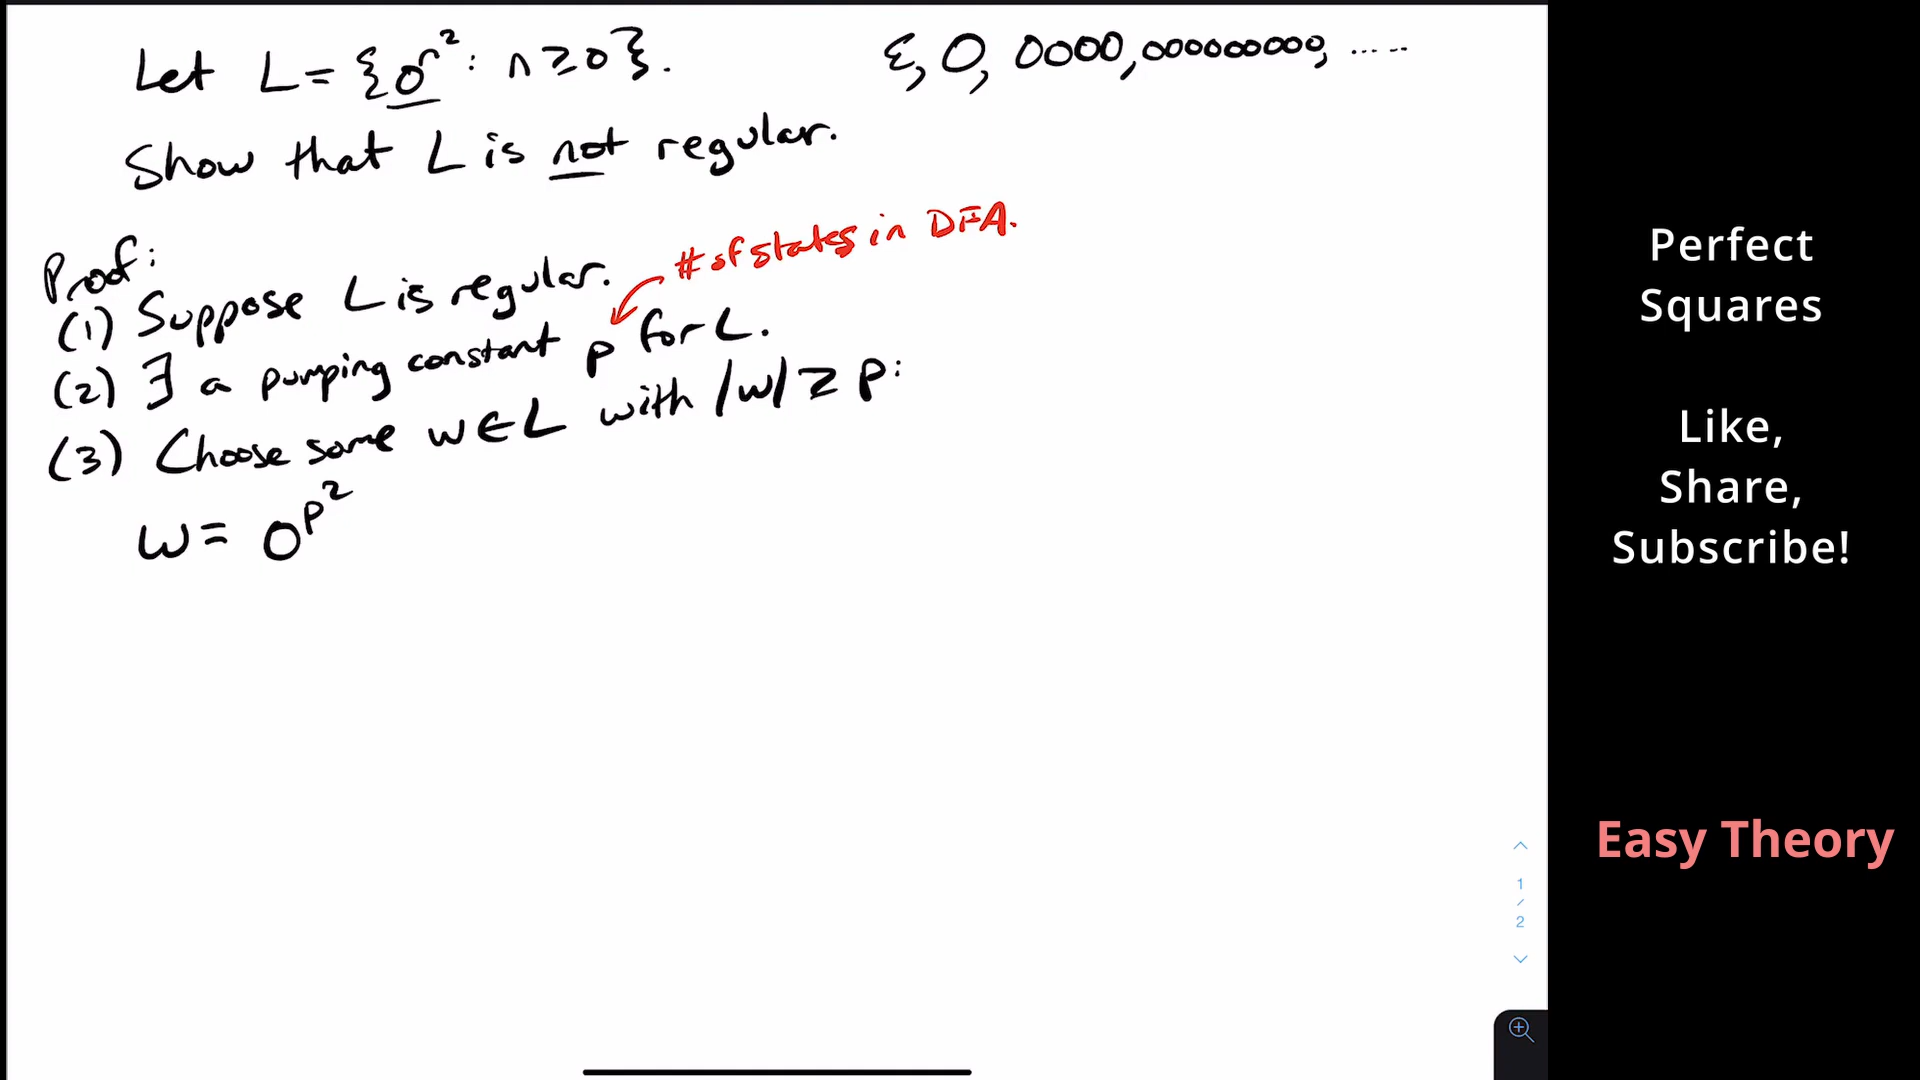 Let L = {0^n^2 : n ≥ 0}.
ε, 0, 0000, 000000000, .....
Show that L is not regular.
Proof:
(1) Suppose L is regular.
# of states in DFA.
(2) ∃ a pumping constant p for L.
(3) Choose some w ∈ L with |w| ≥ p:
w = 0^p^2
Perfect
Squares
Like,
Share,
Subscribe!
Easy Theory
1
/
2